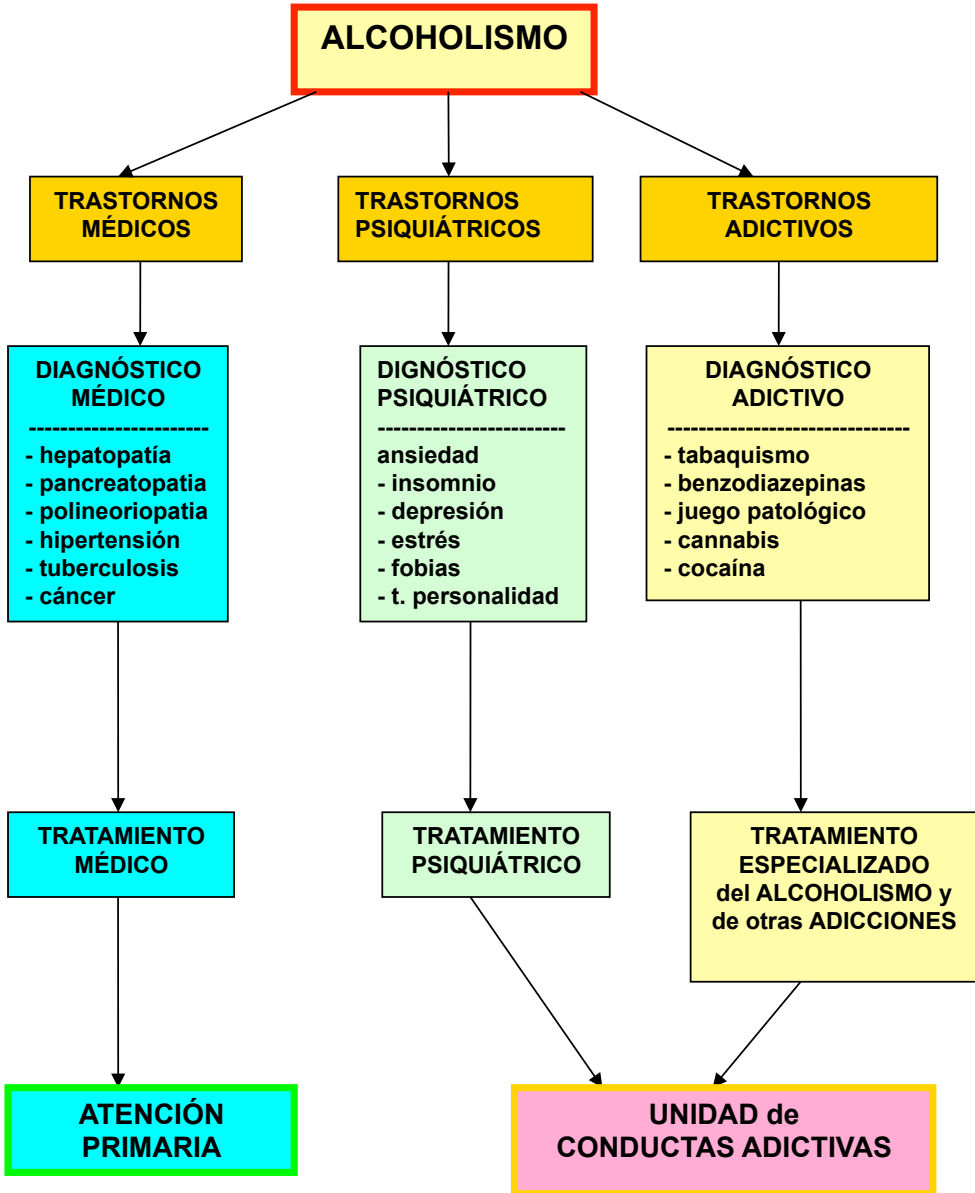 ALCOHOLISMO
TRASTORNOS
MÉDICOS
TRASTORNOS
PSIQUIÁTRICOS
TRASTORNOS
ADICTIVOS
DIAGNÓSTICO
MÉDICO
-----------------------
- hepatopatía
- pancreatopatia
- polineoriopatia
- hipertensión
- tuberculosis
- cáncer
DIGNÓSTICO
PSIQUIÁTRICO
------------------------
ansiedad
- insomnio
- depresión
- estrés
- fobias
- t. personalidad
DIAGNÓSTICO
ADICTIVO
-------------------------------
- tabaquismo
- benzodiazepinas
- juego patológico
- cannabis
- cocaína
TRATAMIENTO
MÉDICO
TRATAMIENTO
PSIQUIÁTRICO
TRATAMIENTO
ESPECIALIZADO
del ALCOHOLISMO y
de otras ADICCIONES
ATENCIÓN
PRIMARIA
UNIDAD de
CONDUCTAS ADICTIVAS